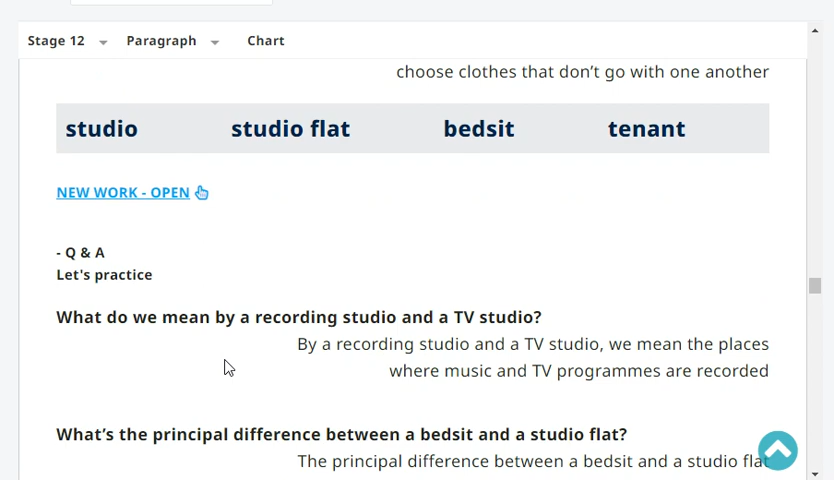 Stage 12 Paragraph Chart
choose clothes that don’t go with one another
studio studio flat bedsit tenant
NEW WORK - OPEN
- Q & A
Let's practice
What do we mean by a recording studio and a TV studio?
By a recording studio and a TV studio, we mean the places
where music and TV programmes are recorded
What’s the principal difference between a bedsit and a studio flat?
The principal difference between a bedsit and a studio flat